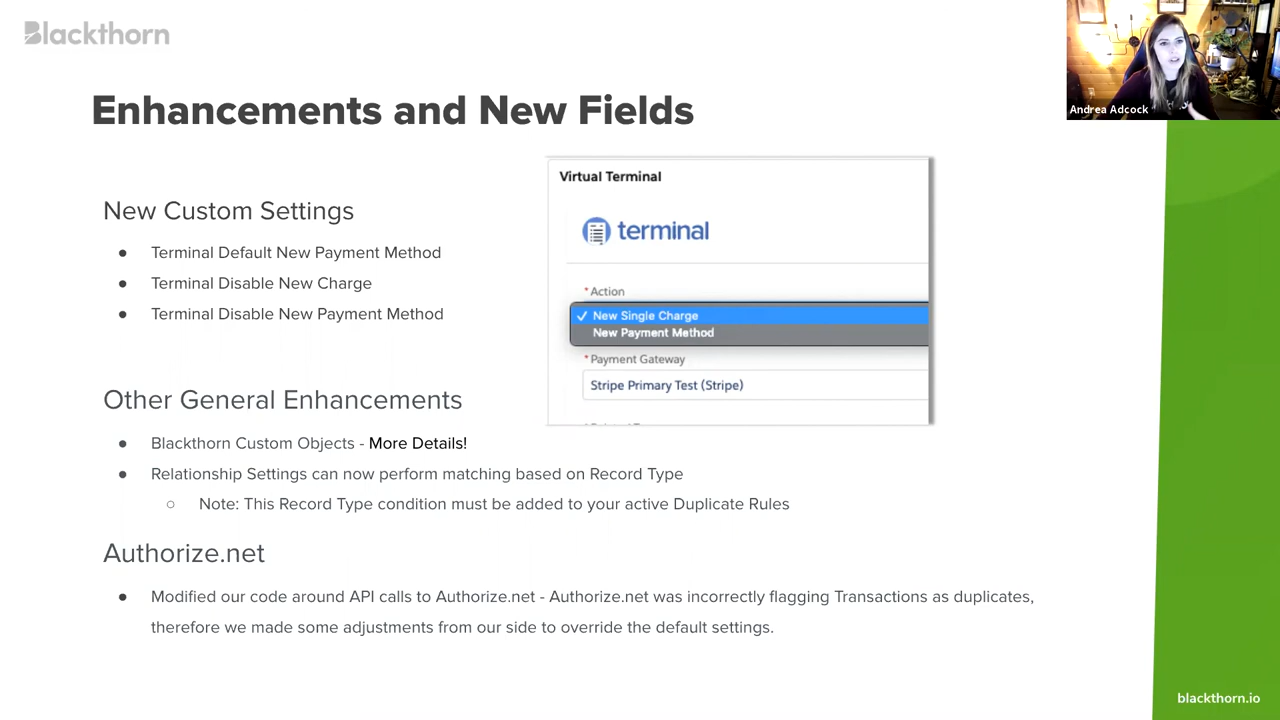 Blackthorn
Andrea Adcock
Enhancements and New Fields
New Custom Settings
● Terminal Default New Payment Method
● Terminal Disable New Charge
● Terminal Disable New Payment Method
Virtual Terminal
terminal
*Action
✓ New Single Charge
New Payment Method
*Payment Gateway
Stripe Primary Test (Stripe)
Other General Enhancements
● Blackthorn Custom Objects - More Details!
● Relationship Settings can now perform matching based on Record Type
○ Note: This Record Type condition must be added to your active Duplicate Rules
Authorize.net
● Modified our code around API calls to Authorize.net - Authorize.net was incorrectly flagging Transactions as duplicates,
therefore we made some adjustments from our side to override the default settings.
blackthorn.io